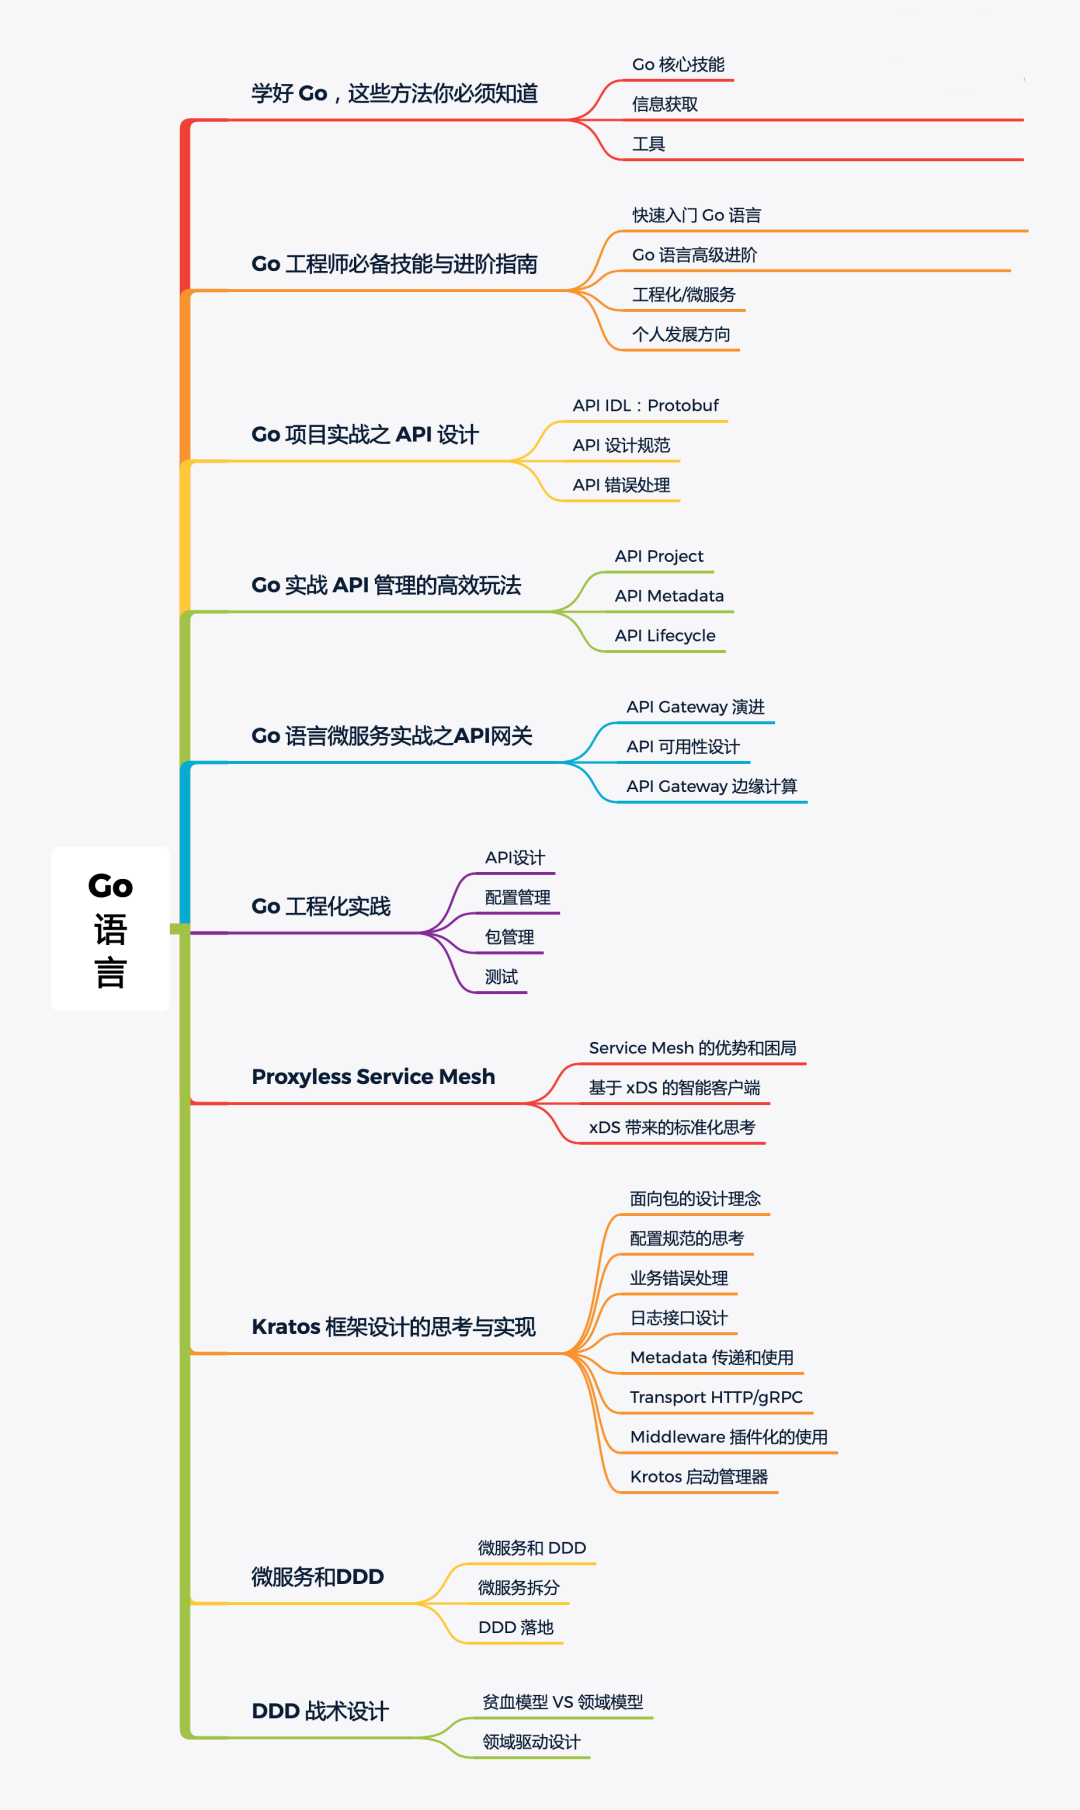 学好 Go，这些方法你必须知道
Go 核心技能
信息获取
工具
Go 工程师必备技能与进阶指南
快速入门 Go 语言
Go 语言高级进阶
工程化/微服务
个人发展方向
Go 项目实战之 API 设计
API IDL：Protobuf
API 设计规范
API 错误处理
Go 实战 API 管理的高效玩法
API Project
API Metadata
API Lifecycle
Go 语言微服务实战之API网关
API Gateway 演进
API 可用性设计
API Gateway 边缘计算
Go
语
言
Go 工程化实践
API设计
配置管理
包管理
测试
Proxyless Service Mesh
Service Mesh 的优势和困局
基于 xDS 的智能客户端
xDS 带来的标准化思考
Kratos 框架设计的思考与实现
面向包的设计理念
配置规范的思考
业务错误处理
日志接口设计
Metadata 传递和使用
Transport HTTP/gRPC
Middleware 插件化的使用
Krotos 启动管理器
微服务和DDD
微服务和 DDD
微服务拆分
DDD 落地
DDD 战术设计
贫血模型 VS 领域模型
领域驱动设计